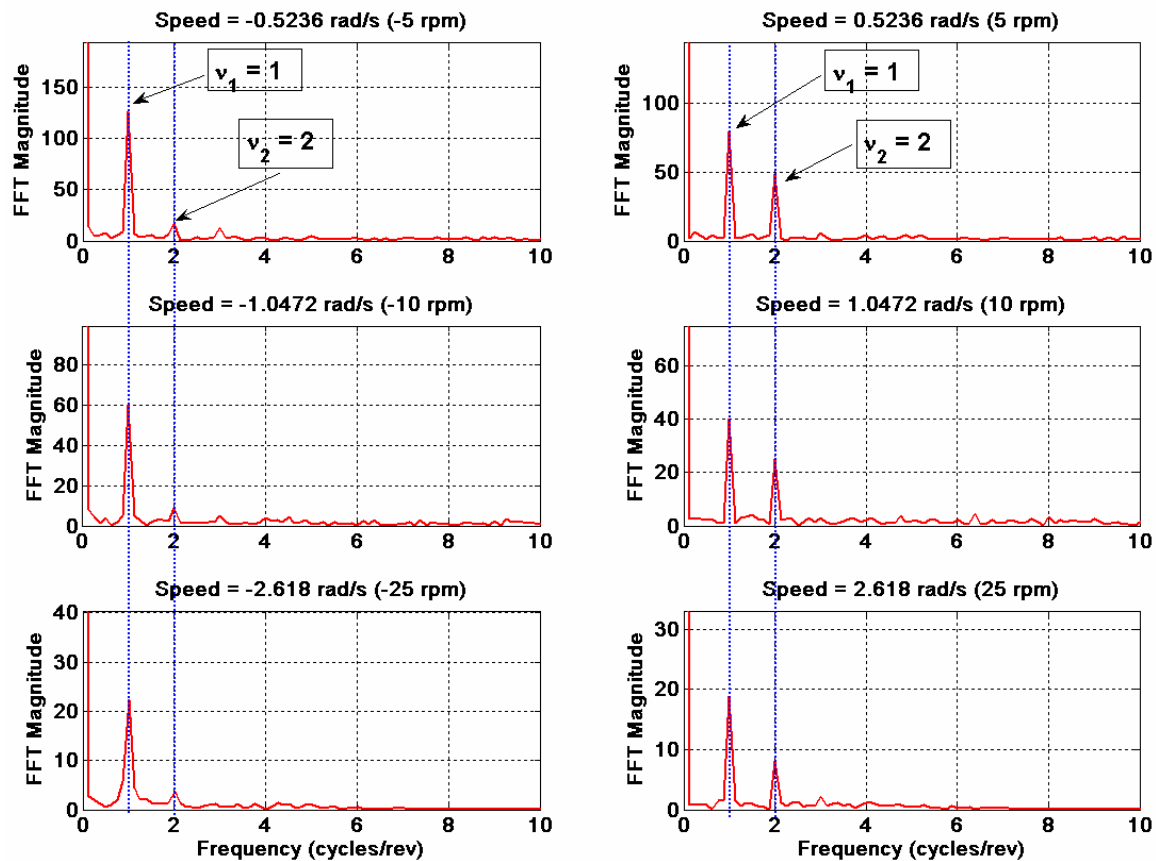 Speed = -0.5236 rad/s (-5 rpm)
FFT Magnitude
150
100
50
0
ν1 = 1
ν2 = 2
0 2 4 6 8 10
Speed = 0.5236 rad/s (5 rpm)
FFT Magnitude
100
50
0
ν1 = 1
ν2 = 2
0 2 4 6 8 10
Speed = -1.0472 rad/s (-10 rpm)
FFT Magnitude
80
60
40
20
0
0 2 4 6 8 10
Speed = 1.0472 rad/s (10 rpm)
FFT Magnitude
60
40
20
0
0 2 4 6 8 10
Speed = -2.618 rad/s (-25 rpm)
FFT Magnitude
40
30
20
10
0
0 2 4 6 8 10
Frequency (cycles/rev)
Speed = 2.618 rad/s (25 rpm)
FFT Magnitude
30
20
10
0
0 2 4 6 8 10
Frequency (cycles/rev)